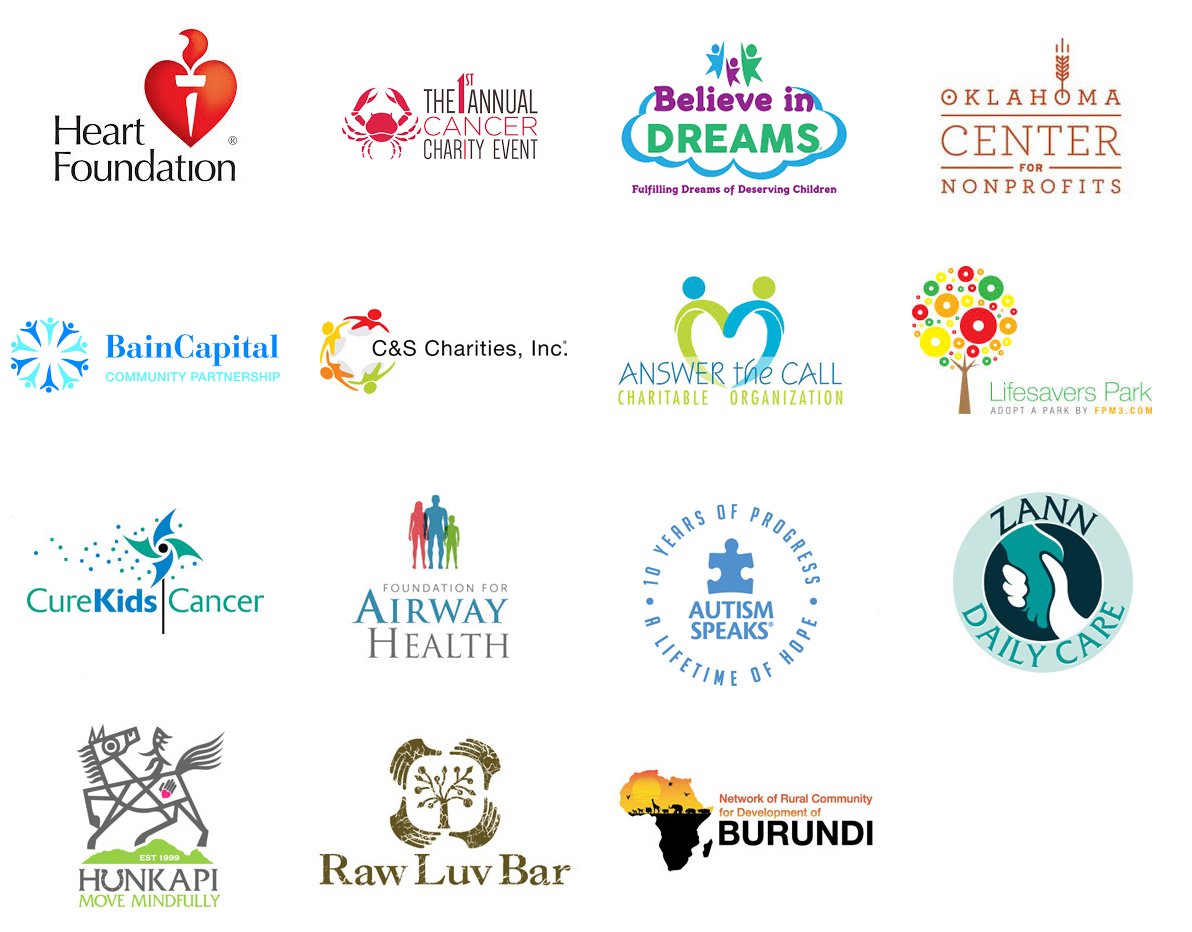 Heart
Foundation
®
THE 1ST ANNUAL
CANCER
CHARITY EVENT
Believe in
DREAMS
Fulfilling Dreams of Deserving Children
OKLAHOMA
CENTER
FOR
NONPROFITS
BainCapital
COMMUNITY PARTNERSHIP
C&S Charities, Inc.
ANSWER the CALL
CHARITABLE ORGANIZATION
Lifesavers Park
ADOPT A PARK BY FPM3.COM
CureKids Cancer
FOUNDATION FOR
AIRWAY
HEALTH
10 YEARS OF PROGRESS
AUTISM
SPEAKS®
• A LIFETIME OF HOPE •
ZANN
DAILY CARE
EST 1999
HUNKAPI
MOVE MINDFULLY
Raw Luv Bar
Network of Rural Community
for Development of
BURUNDI